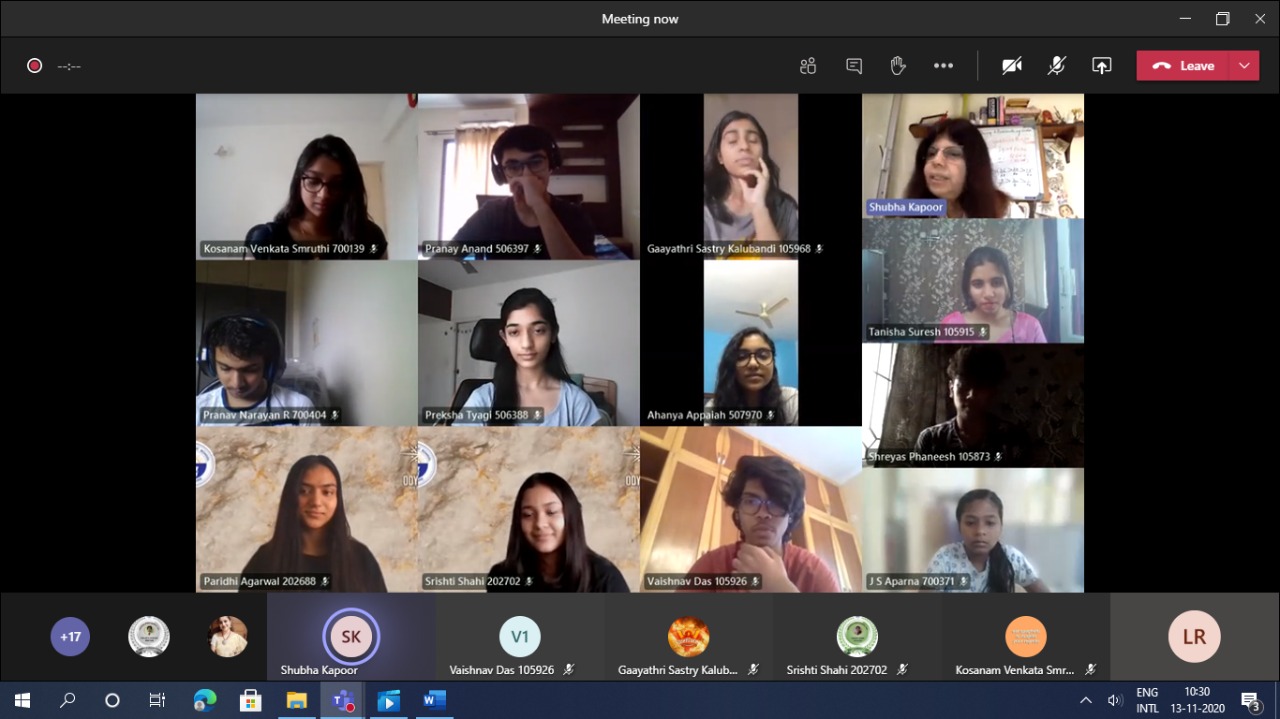 Meeting now
--:--
Leave
Kosanam Venkata Smruthi 700139
Pranay Anand 506397
Gaayathri Sastry Kalubandi 105968
Shubha Kapoor
Tanisha Suresh 105915
Pranav Narayan R 700404
Preksha Tyagi 506388
Ahanya Appaiah 507970
Shreyas Phaneesh 105873
ODY
ODY
Paridhi Agarwal 202688
Srishti Shahi 202702
Vaishnav Das 105926
J S Aparna 700371
+17
SK
V1
LR
Shubha Kapoor
Vaishnav Das 105926
Gaayathri Sastry Kalub...
Srishti Shahi 202702
Kosanam Venkata Smr...
ENG
INTL
10:30
13-11-2020
3